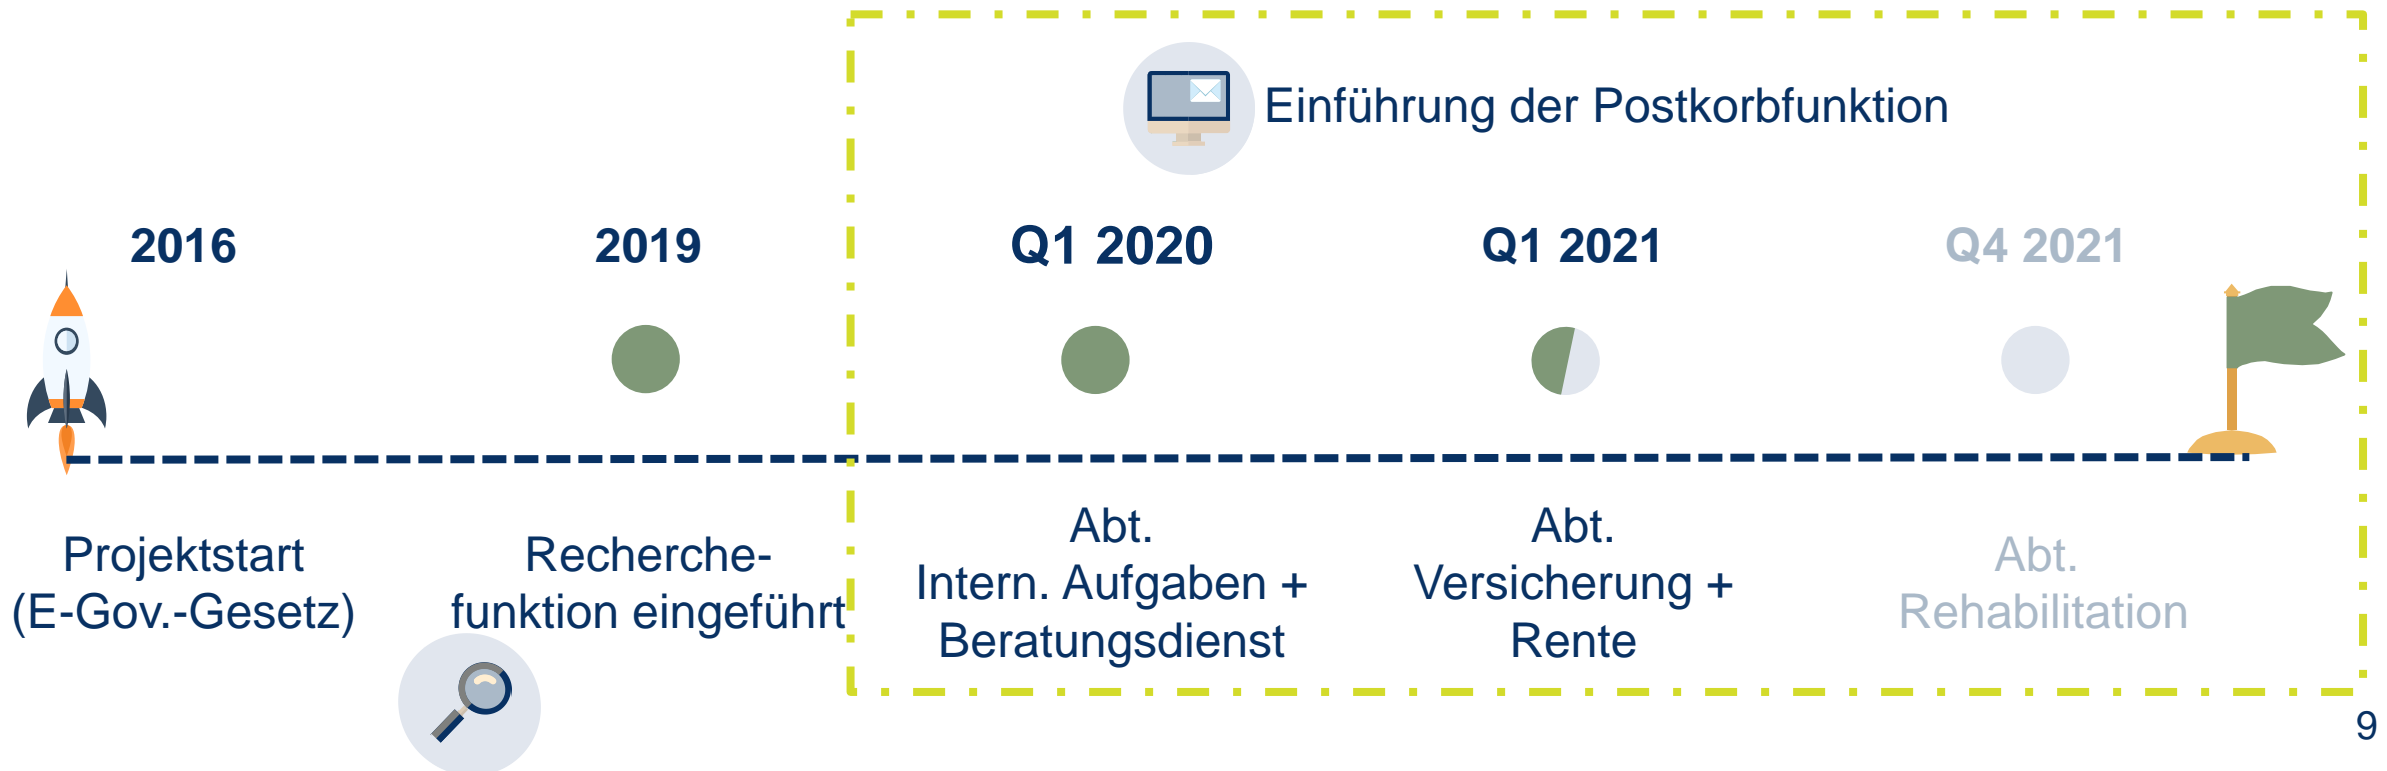 Einführung der Postkorbfunktion
2016
2019
Q1 2020
Q1 2021
Q4 2021
Projektstart
(E-Gov.-Gesetz)
Recherche-
funktion eingeführt
Abt.
Intern. Aufgaben +
Beratungsdienst
Abt.
Versicherung +
Rente
Abt.
Rehabilitation
9